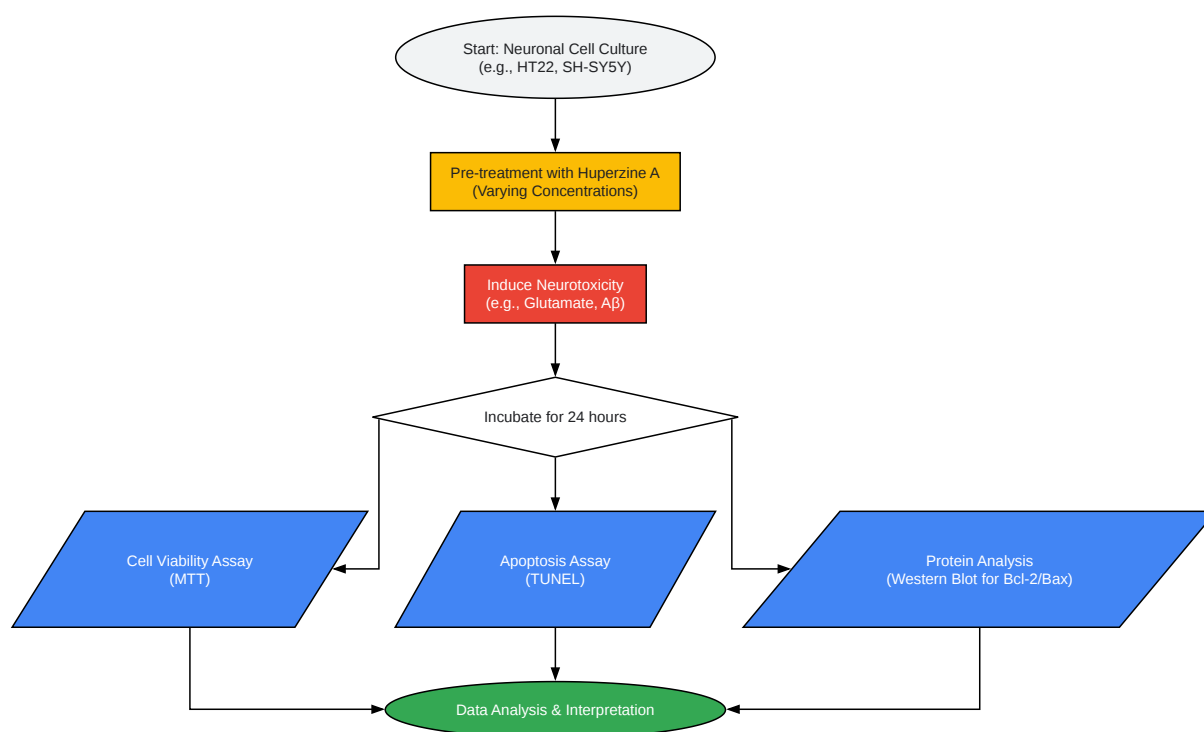 Start: Neuronal Cell Culture
(e.g., HT22, SH-SY5Y)
Pre-treatment with Huperzine A
(Varying Concentrations)
Induce Neurotoxicity
(e.g., Glutamate, Aβ)
Incubate for 24 hours
Cell Viability Assay
(MTT)
Apoptosis Assay
(TUNEL)
Protein Analysis
(Western Blot for Bcl-2/Bax)
Data Analysis & Interpretation